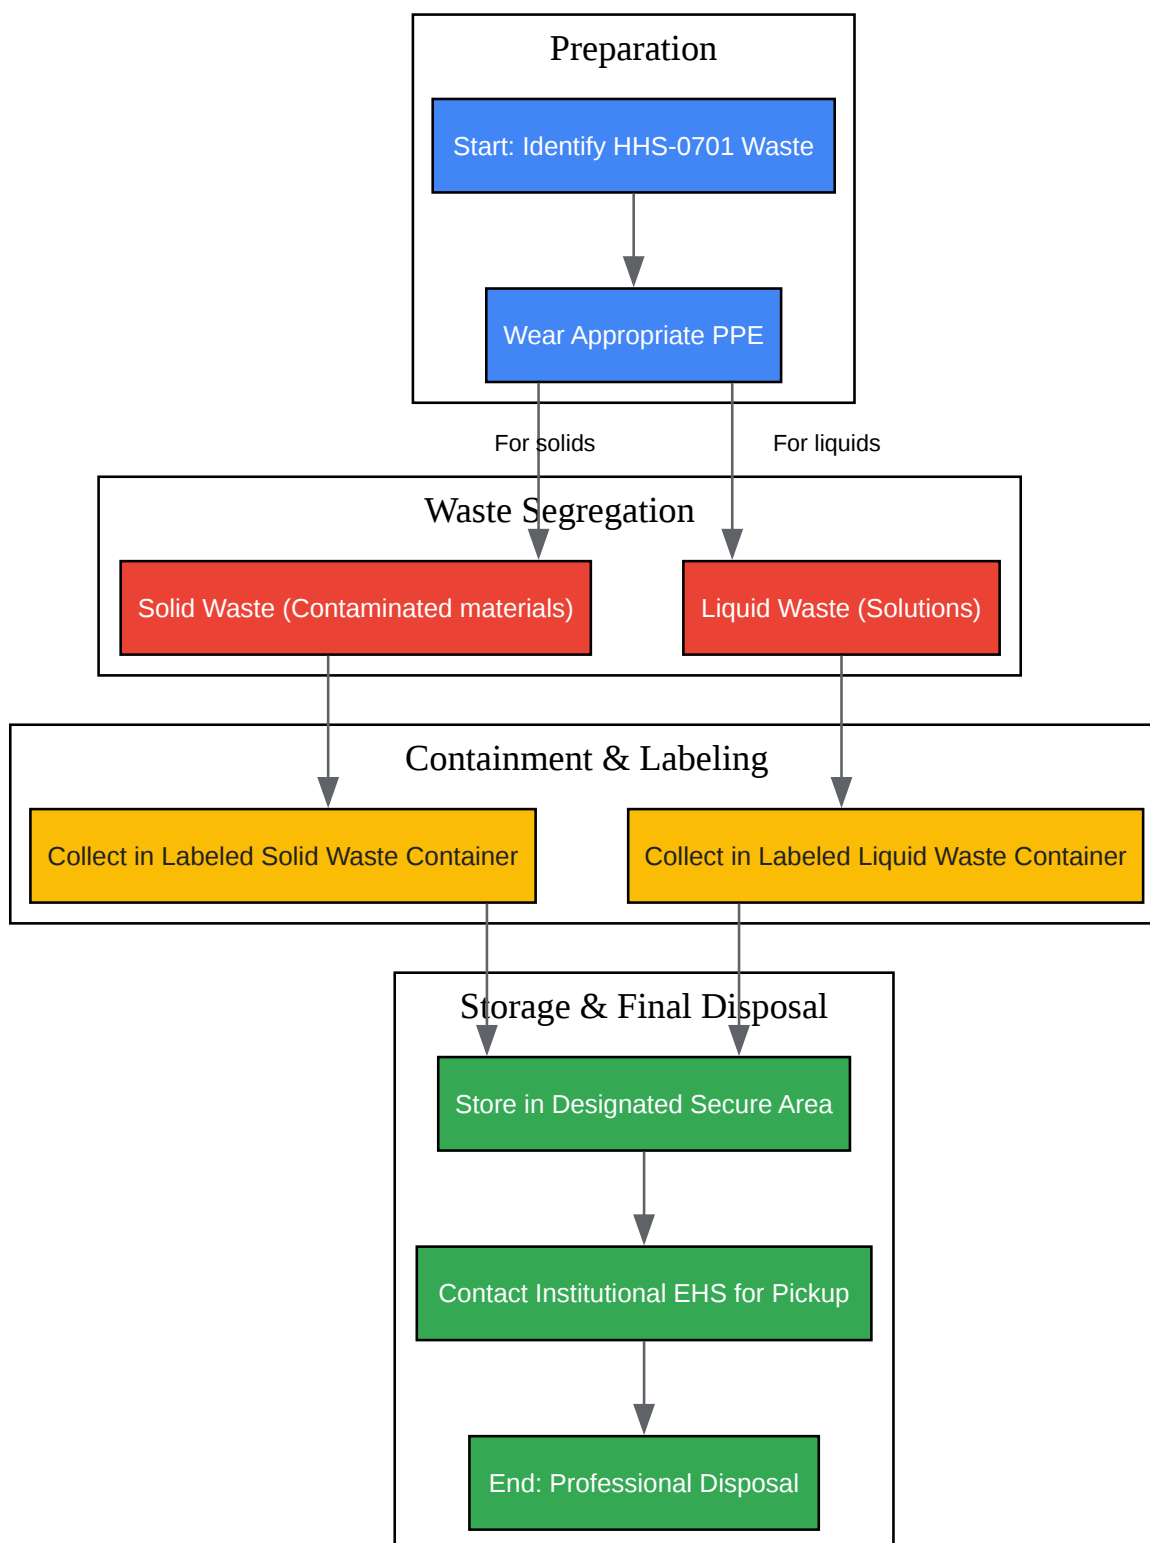 Preparation
Start: Identify HHS-0701 Waste
Wear Appropriate PPE
For solids
For liquids
Waste Segregation
Solid Waste (Contaminated materials)
Liquid Waste (Solutions)
Containment & Labeling
Collect in Labeled Solid Waste Container
Collect in Labeled Liquid Waste Container
Storage & Final Disposal
Store in Designated Secure Area
Contact Institutional EHS for Pickup
End: Professional Disposal